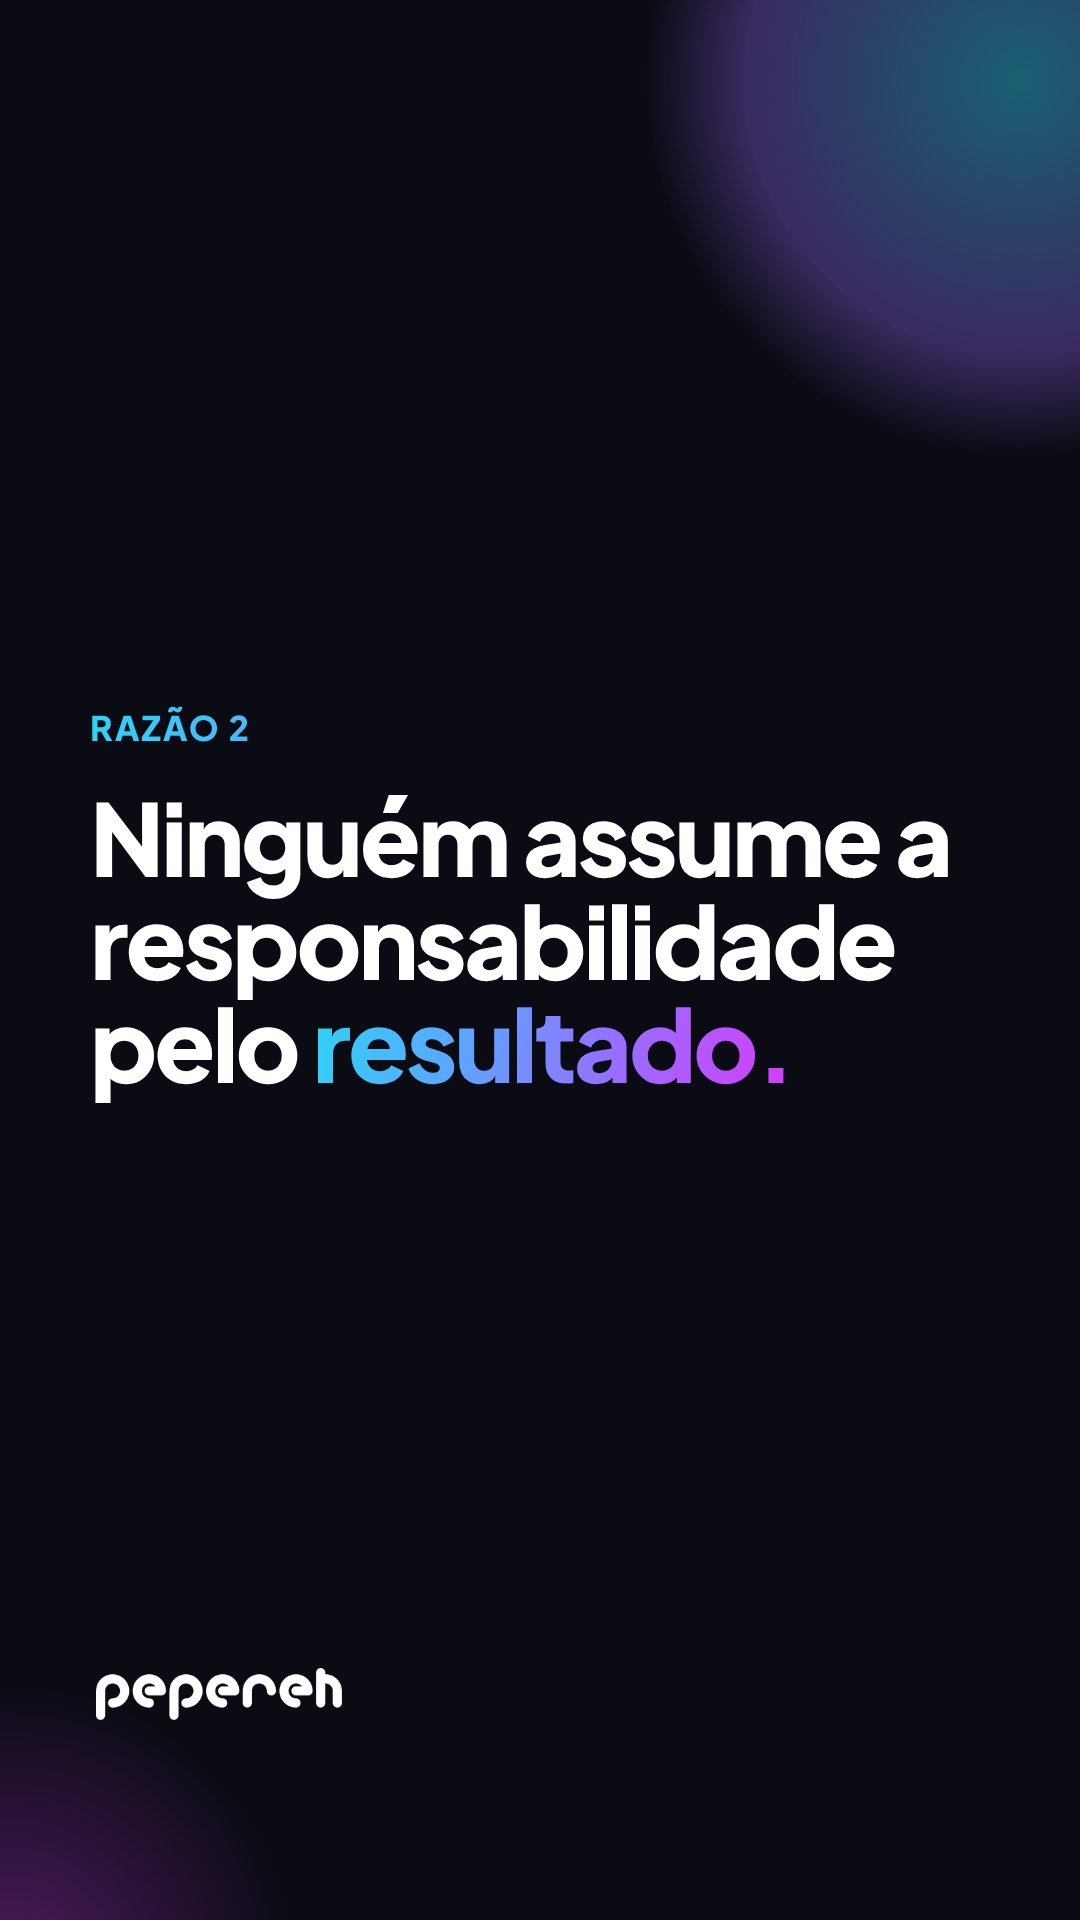 RAZÃO 2
Ninguém assume a
responsabilidade
pelo resultado.
pepereh